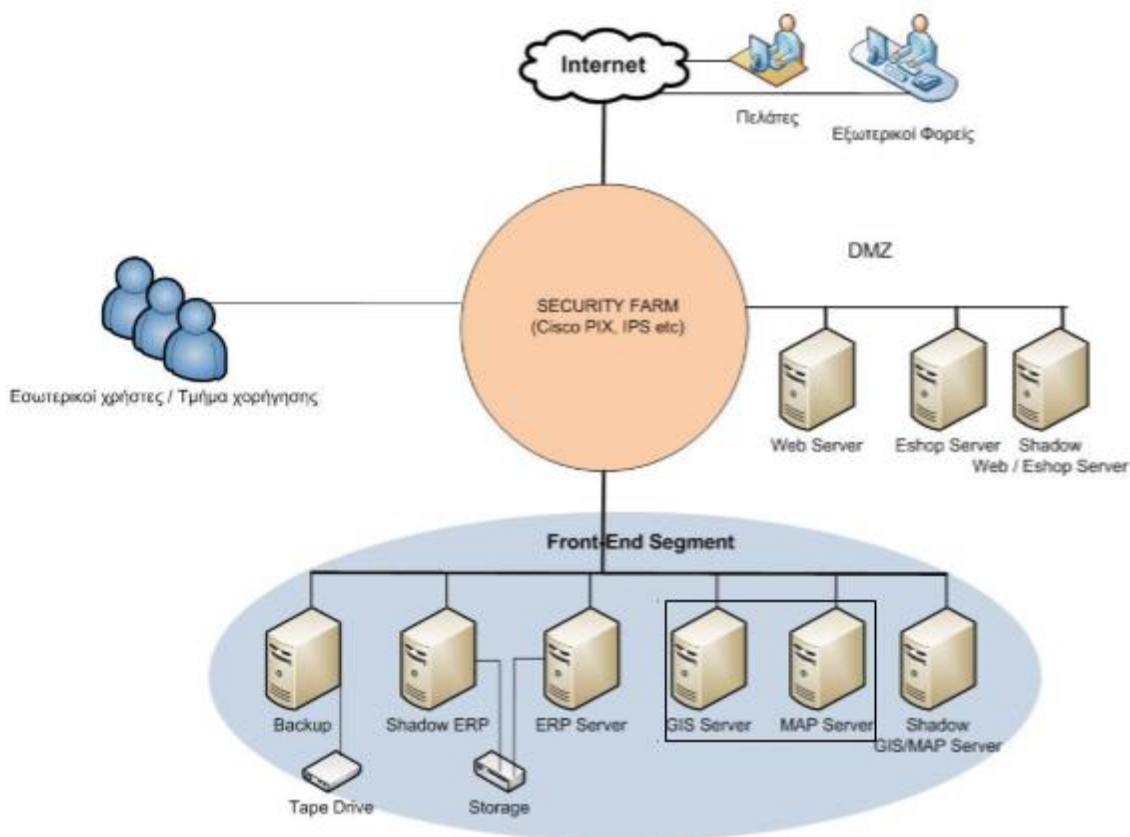 Internet
Πελάτες
Εξωτερικοί Φορείς
DMZ
SECURITY FARM
(Cisco PIX, IPS etc)
Εσωτερικοί χρήστες / Τμήμα χορήγησης
Web Server
Eshop Server
Shadow
Web / Eshop Server
Front-End Segment
Backup
Shadow ERP
ERP Server
GIS Server
MAP Server
Shadow
GIS/MAP Server
Tape Drive
Storage